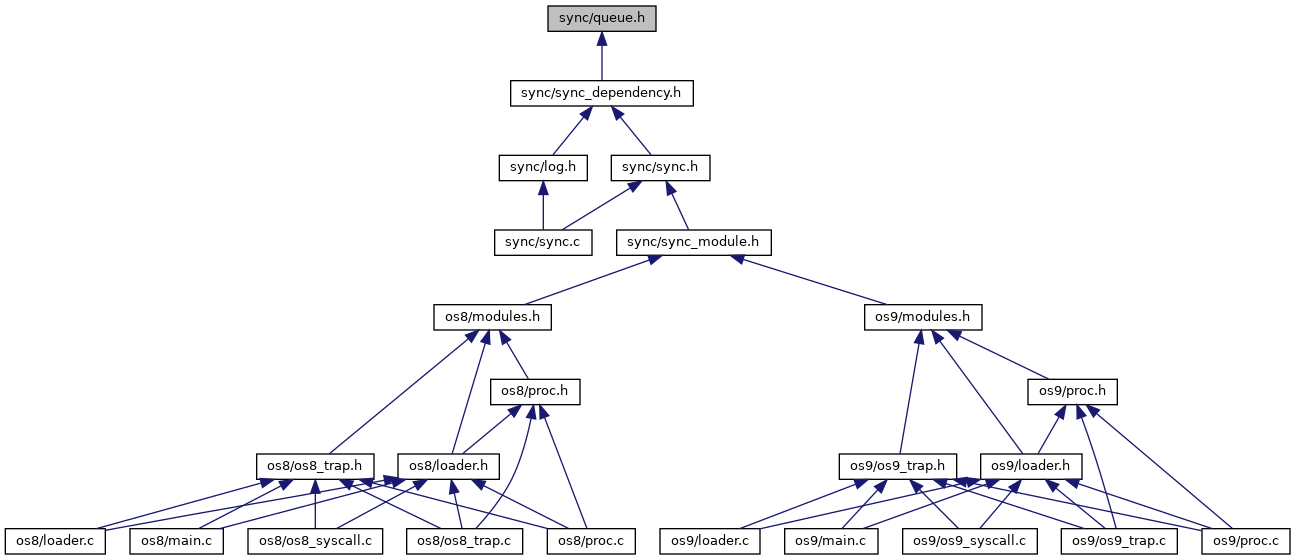 sync/queue.h
sync/sync_dependency.h
sync/log.h
sync/sync.h
sync/sync.c
sync/sync_module.h
os8/modules.h
os9/modules.h
os8/proc.h
os9/proc.h
os8/os8_trap.h
os8/loader.h
os9/os9_trap.h
os9/loader.h
os8/loader.c
os8/main.c
os8/os8_syscall.c
os8/os8_trap.c
os8/proc.c
os9/loader.c
os9/main.c
os9/os9_syscall.c
os9/os9_trap.c
os9/proc.c